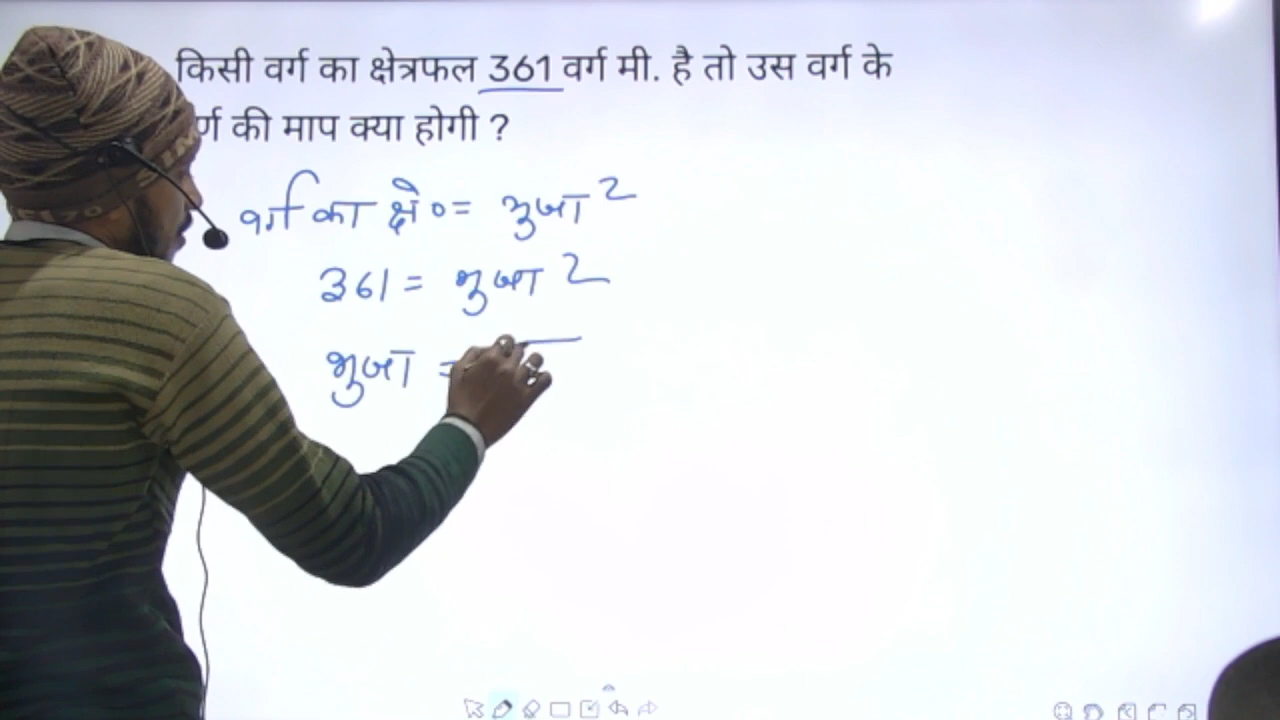 किसी वर्ग का क्षेत्रफल 361 वर्ग मी. है तो उस वर्ग के
की माप क्या होगी ?
वर्ग का क्षे० = भुजा 2
361 = भुजा 2
भुजा =